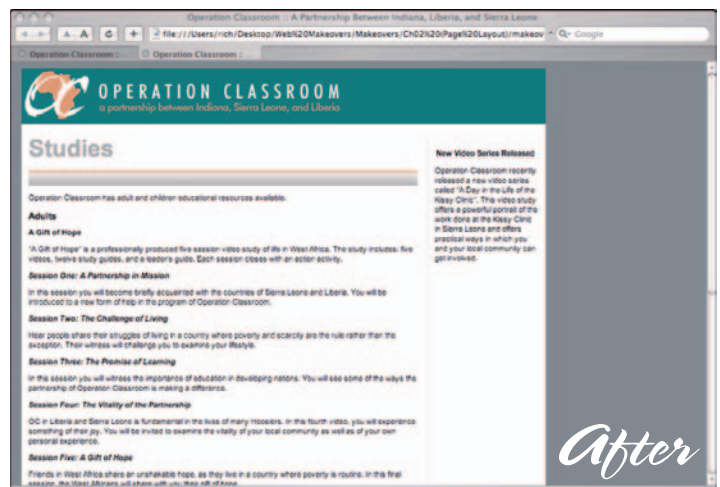 Operation Classroom :: A Partnership Between Indiana, Liberia, and Sierra Leone
A A C + file:///Users/rich/Desktop/Web%20Makeovers/Makeovers/Ch02%20(Page%20Layout)/makeov Google
Operation Classroom :: Operation Classroom ::
OC OPERATION CLASSROOM
a partnership between Indiana, Sierra Leone, and Liberia
Studies
Operation Classroom has adult and children educational resources available.
Adults
A Gift of Hope
"A Gift of Hope" is a professionally produced five session video study of life in West Africa. The study includes: five
videos, twelve study guides, and a leader's guide. Each session closes with an action activity.
Session One: A Partnership in Mission
In this session you will become briefly acquainted with the countries of Sierra Leone and Liberia. You will be
introduced to a new form of help in the program of Operation Classroom.
Session Two: The Challenge of Living
Hear people share their struggles of living in a country where poverty and scarcity are the rule rather than the
exception. Their witness will challenge you to examine your lifestyle.
Session Three: The Promise of Learning
In this session you will witness the importance of education in developing nations. You will see some of the ways the
partnership of Operation Classroom is making a difference.
Session Four: The Vitality of the Partnership
OC in Liberia and Sierra Leone is fundamental in the lives of many Hoosiers. In this fourth video, you will experience
something of their joy. You will be invited to examine the vitality of your local community as well as of your own
personal experience.
Session Five: A Gift of Hope
Friends in West Africa share an unshakable hope, as they live in a country where poverty is routine. In this final
session, the West Africans will share with you their gift of hope.
New Video Series Released
Operation Classroom recently
released a new video series
called "A Day in the Life of the
Kissy Clinic". This video study
offers a powerful portrait of the
work done at the Kissy Clinic
in Sierra Leone and offers
practical ways in which you
and your local community can
get involved.
After